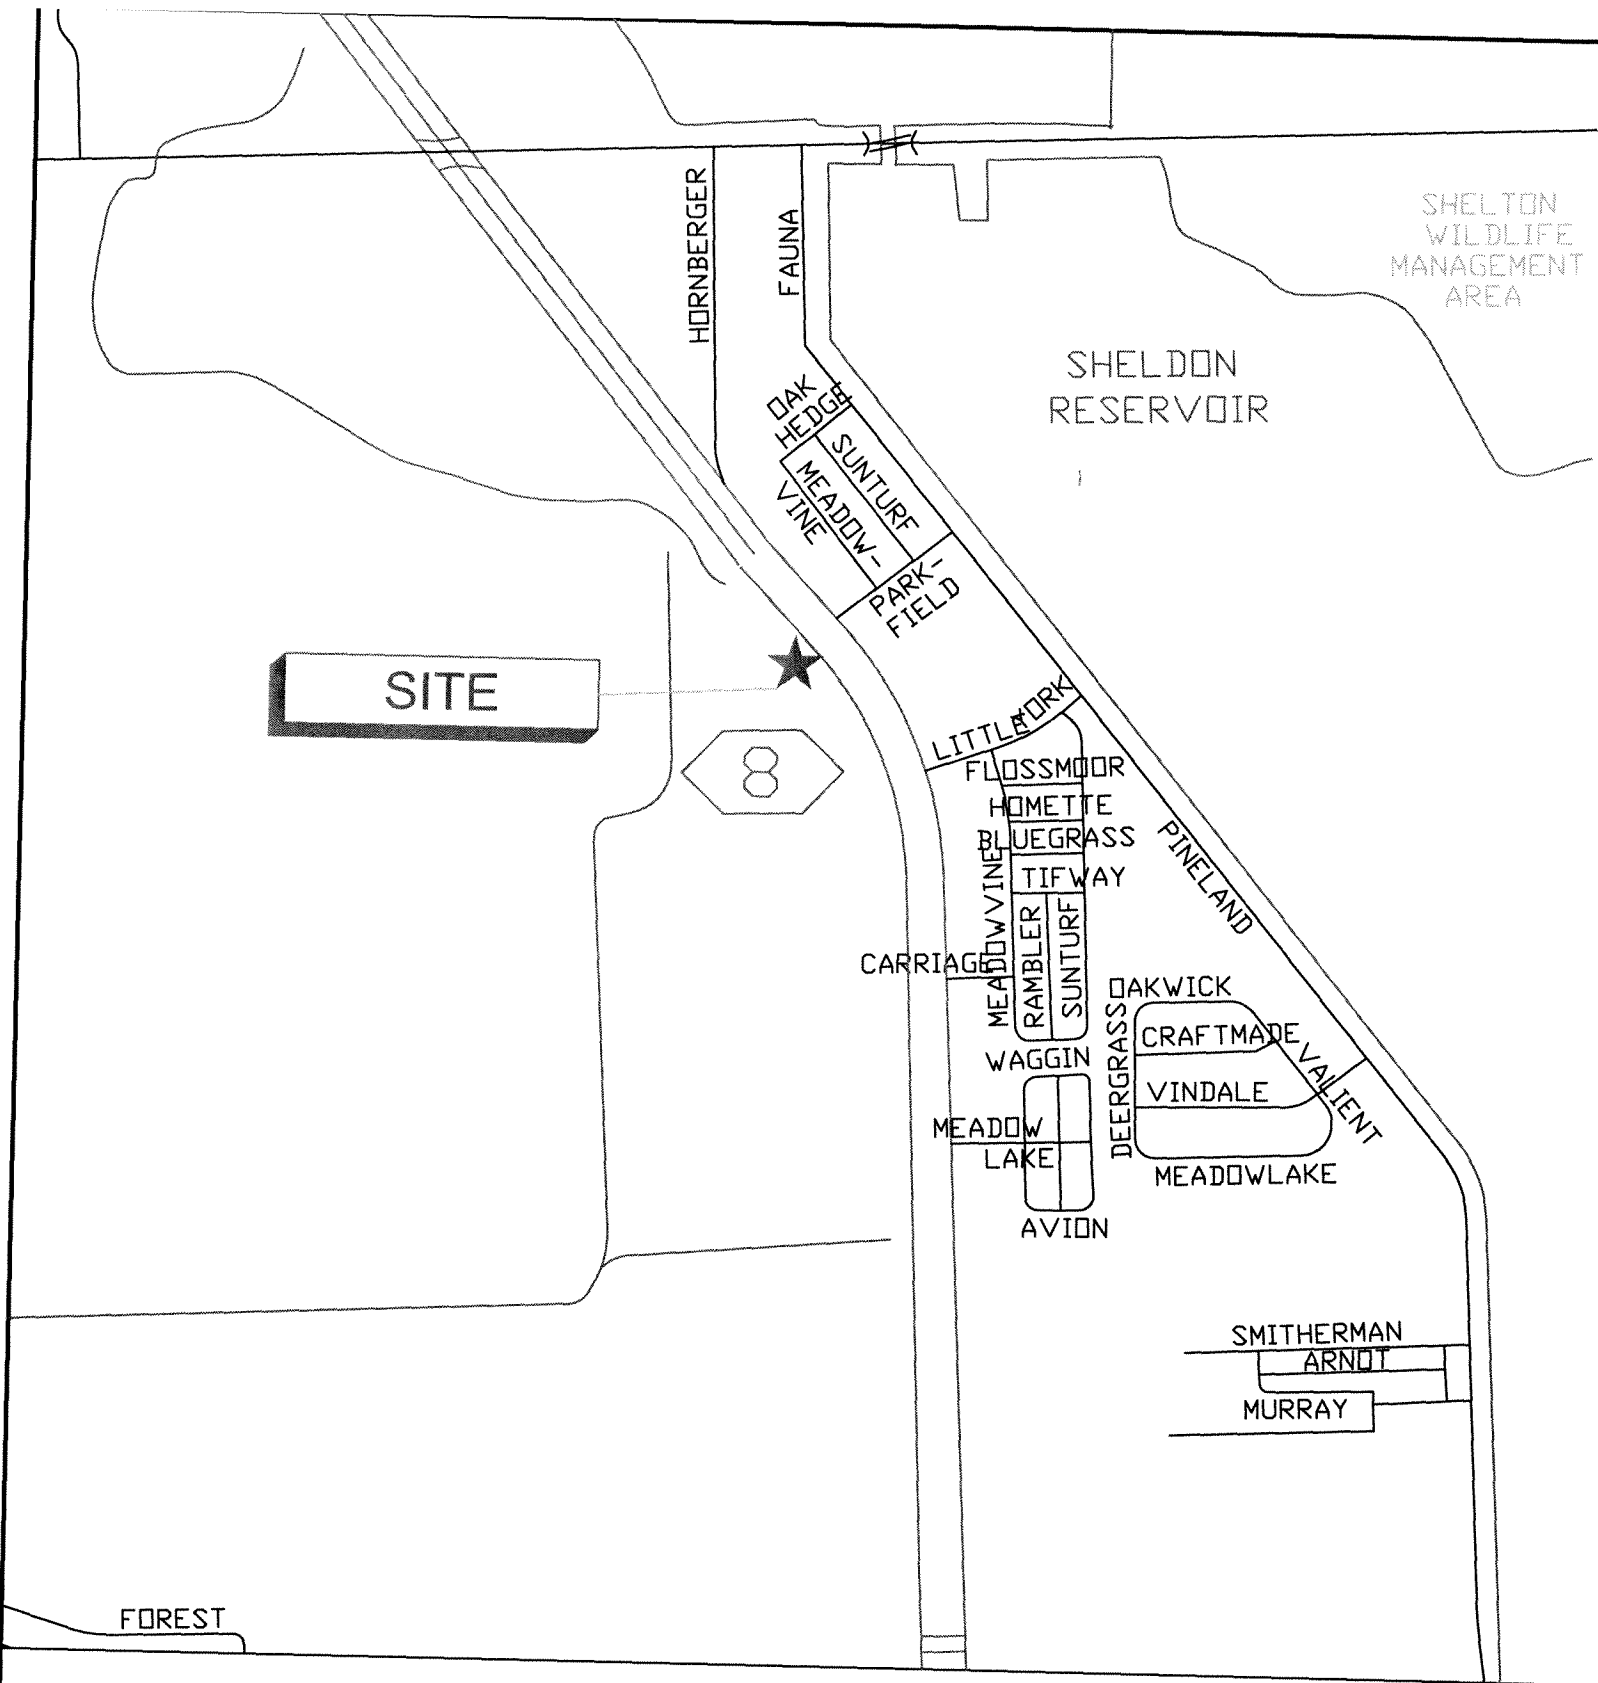 HORNBERGER
FAUNA
SHELTON
WILDLIFE
MANAGEMENT
AREA
SHELDON
RESERVOIR
OAK
HEDGE
SUNTURF
MEADOW-
VINE
PARK-
FIELD
SITE
8
LITTLE YORK
FLOSSMOOR
HOMETTE
BLUEGRASS
TIFWAY
MEADOWVINE
RAMBLER
SUNTURF
PINELAND
CARRIAGE
OAKWICK
DEERGRASS
CRAFTMADE
WAGGIN
VALIENT
VINDALE
MEADOW
LAKE
MEADOWLAKE
AVION
SMITHERMAN
ARNOT
MURRAY
FOREST